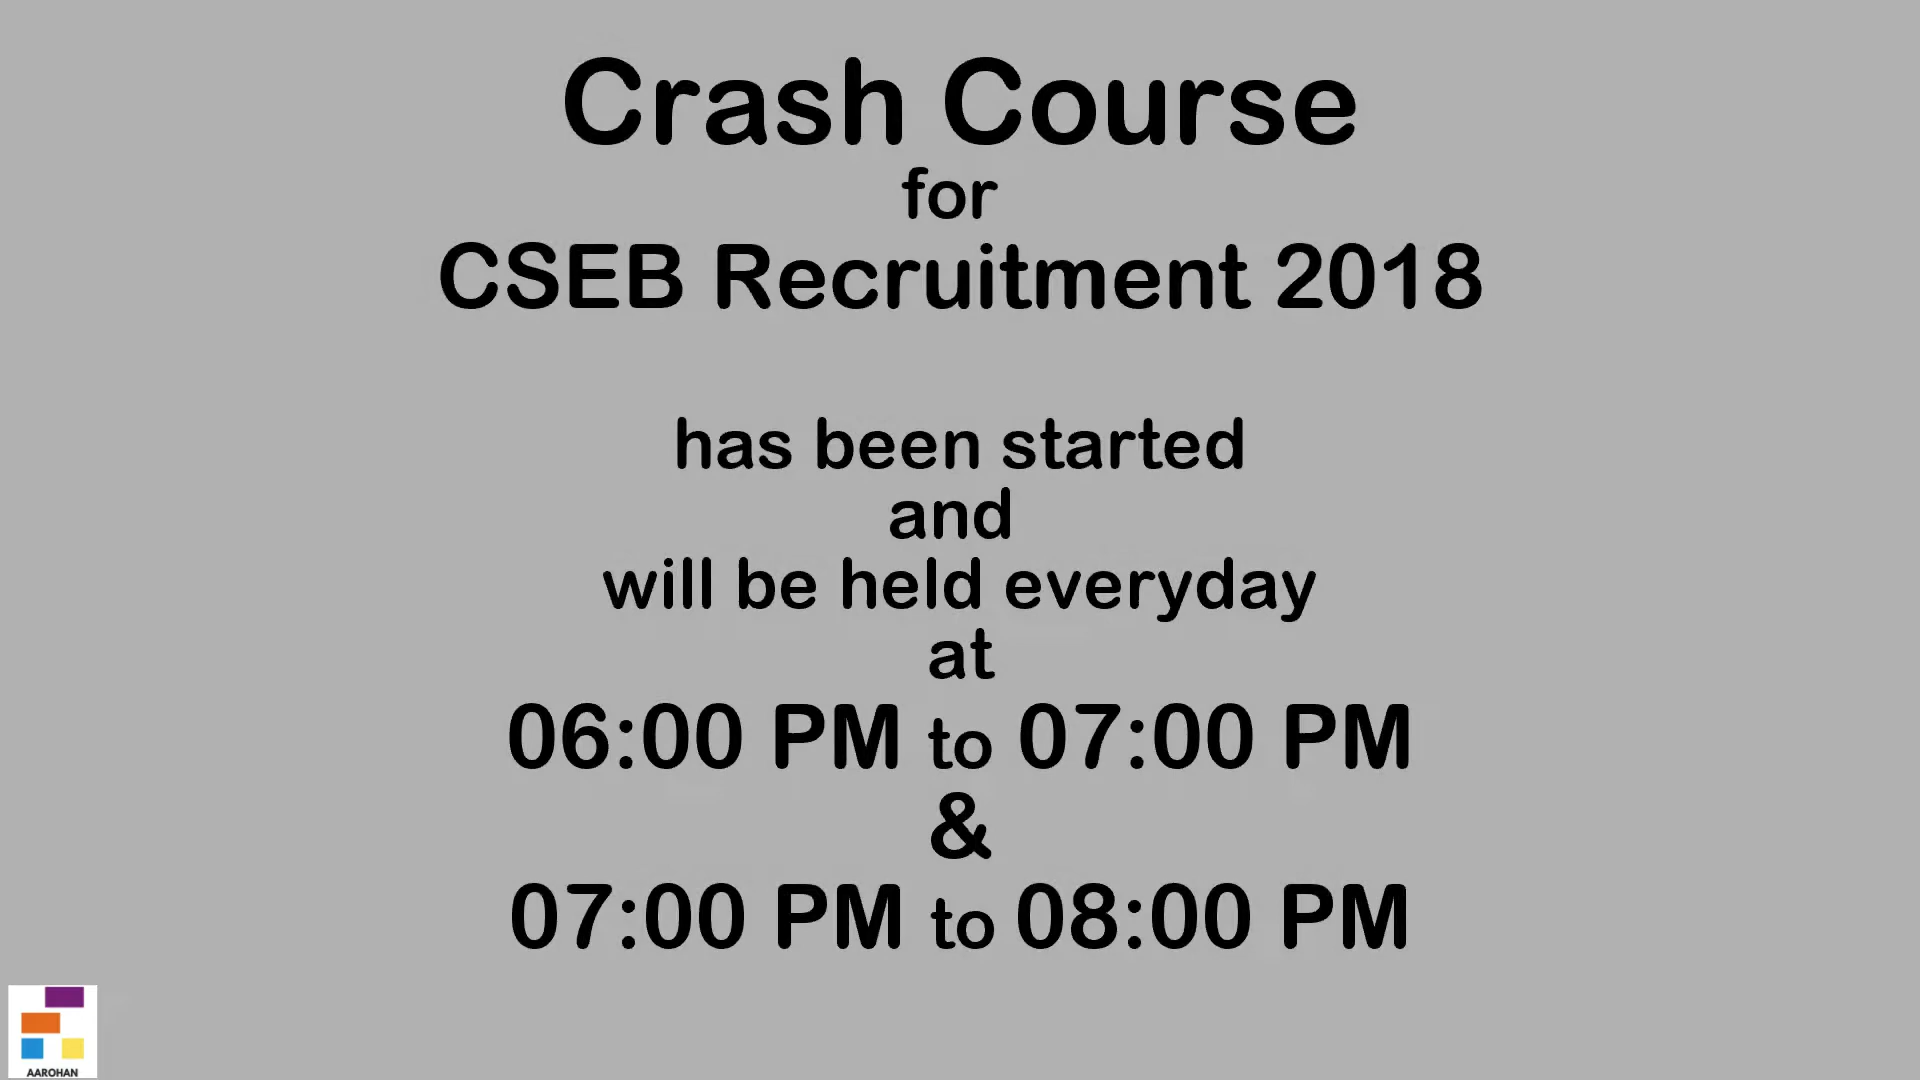 Crash Course
for
CSEB Recruitment 2018
has been started
and
will be held everyday
at
06:00 PM to 07:00 PM
&
07:00 PM to 08:00 PM
AAROHAN